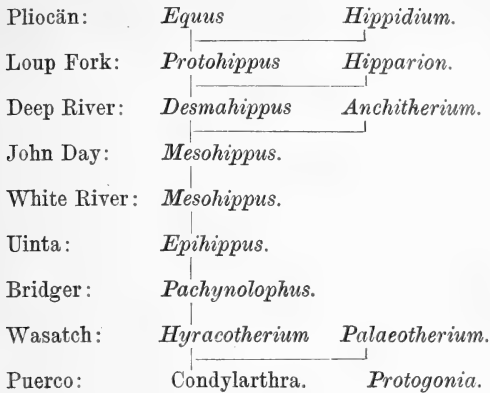 Pliocän: Equus Hippidium.
Loup Fork: Protohippus Hipparion.
Deep River: Desmahippus Anchitherium.
John Day: Mesohippus.
White River: Mesohippus.
Uinta: Epihippus.
Bridger: Pachynolophus.
Wasatch: Hyracotherium Palaeotherium.
Puerco: Condylarthra. Protogonia.